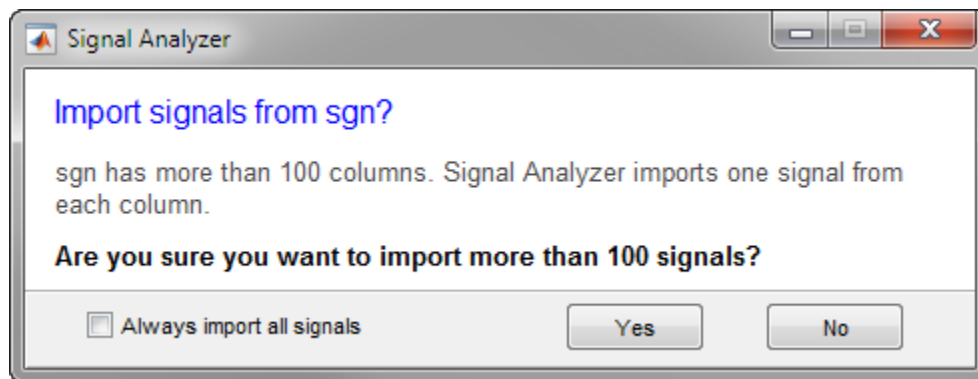 Signal Analyzer
Import signals from sgn?
sgn has more than 100 columns. Signal Analyzer imports one signal from
each column.
Are you sure you want to import more than 100 signals?
Always import all signals
Yes
No